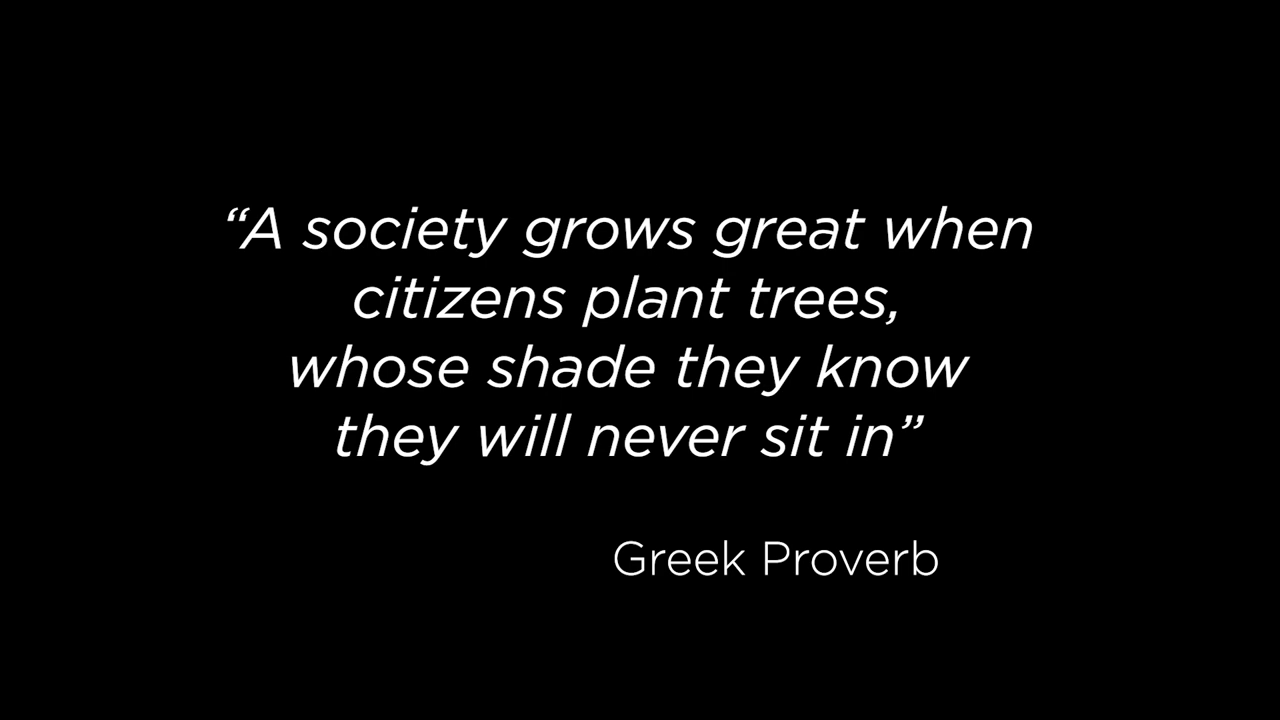 “A society grows great when
citizens plant trees,
whose shade they know
they will never sit in”
Greek Proverb